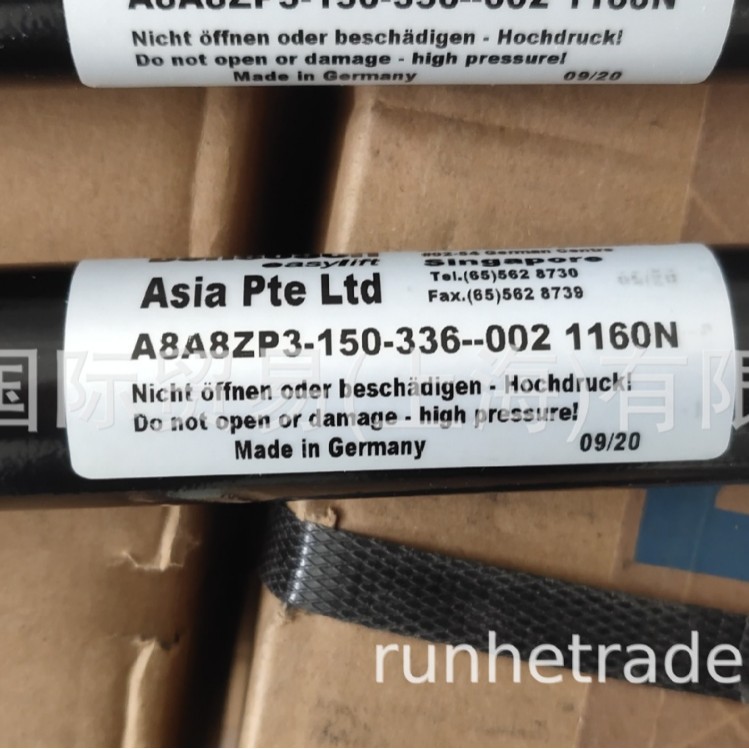 A8A8ZP3-150-336--002 1160N
Nicht öffnen oder beschädigen - Hochdruck!
Do not open or damage - high pressure!
Made in Germany 09/20
easylift
Singapore
Asia Pte Ltd
Tel.(65)562 8730
Fax.(65)562 8739
A8A8ZP3-150-336--002 1160N
Nicht öffnen oder beschädigen - Hochdruck!
Do not open or damage - high pressure!
Made in Germany 09/20
国际贸易(上海)有限
runhetrade